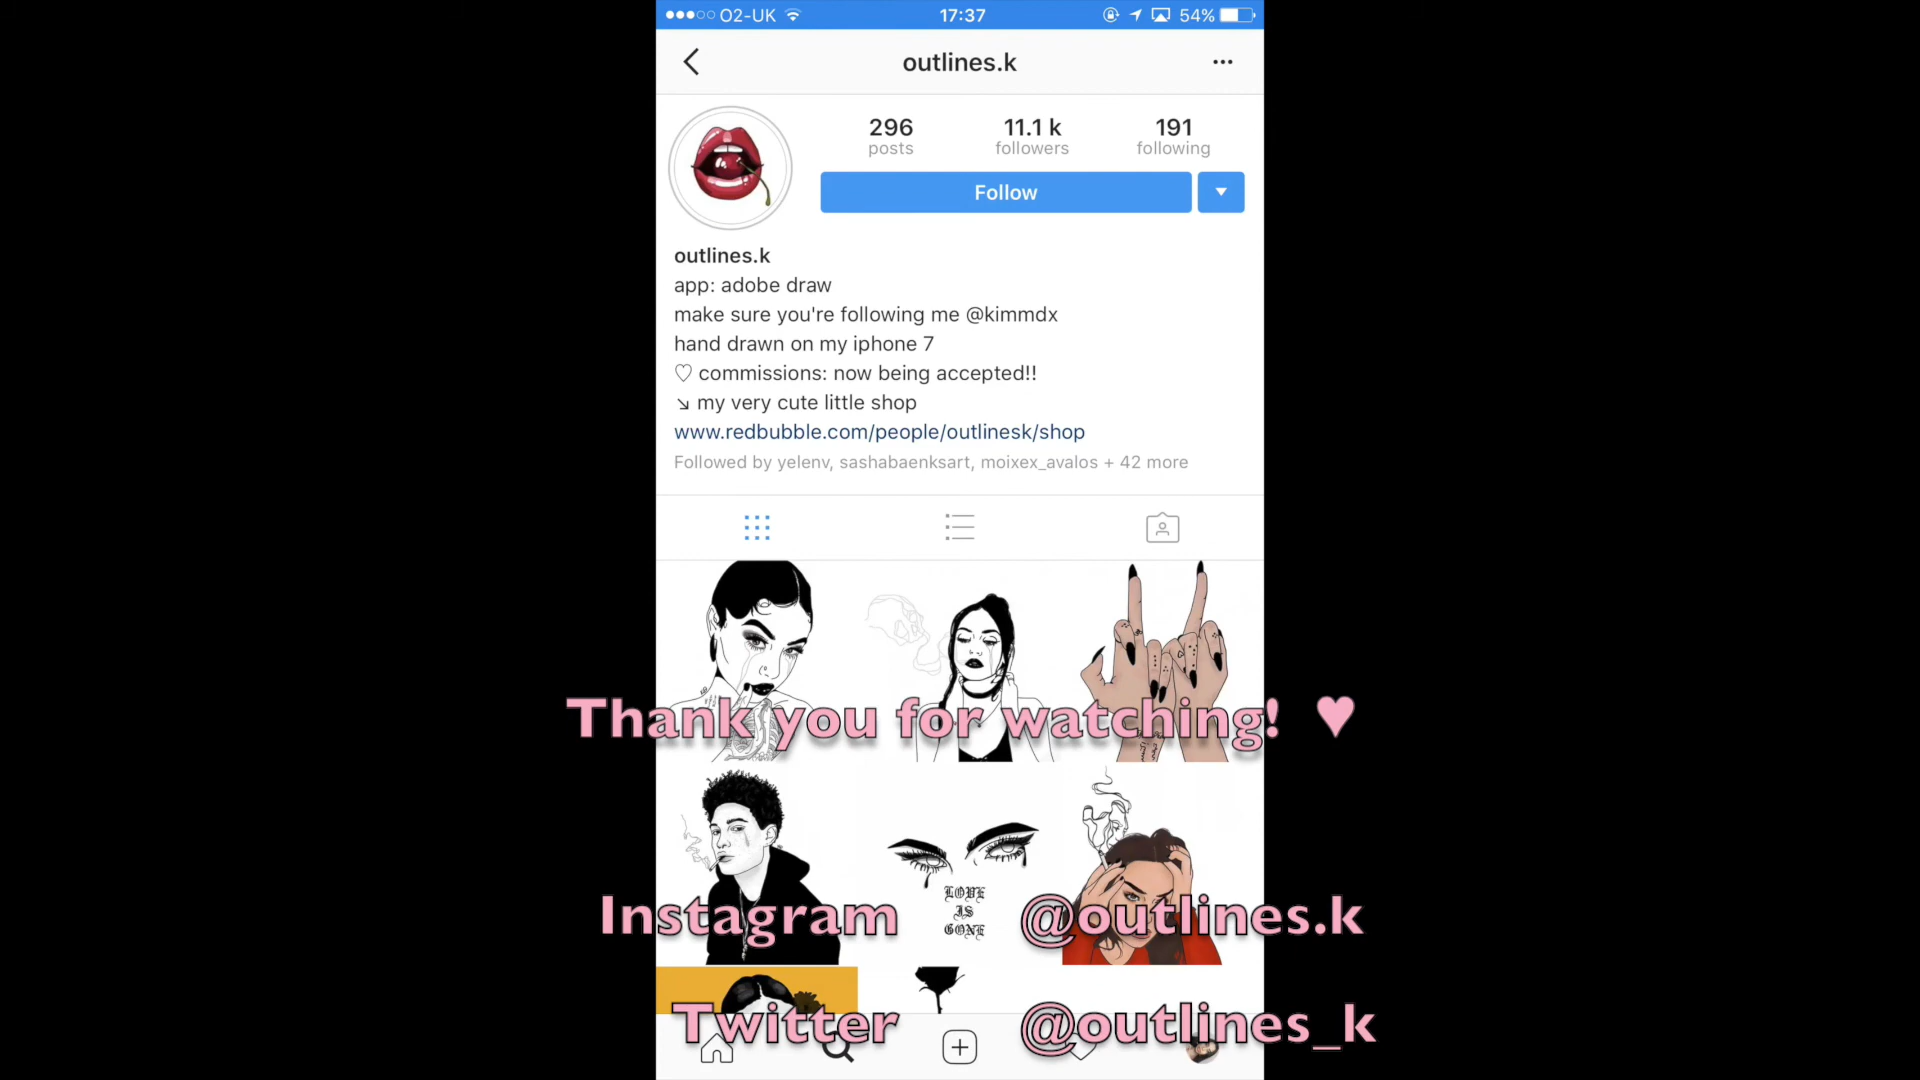 O2-UK 17:37 54%
outlines.k
296 11.1 k 191
posts followers following
Follow
outlines.k
app: adobe draw
make sure you're following me @kimmdx
hand drawn on my iphone 7
♡ commissions: now being accepted!!
↘ my very cute little shop
www.redbubble.com/people/outlinesk/shop
Followed by yelenv, sashabaenksart, moixex_avalos + 42 more
Thank you for watching! ♥
LOVE
IS
GONE
Instagram @outlines.k
Twitter @outlines_k